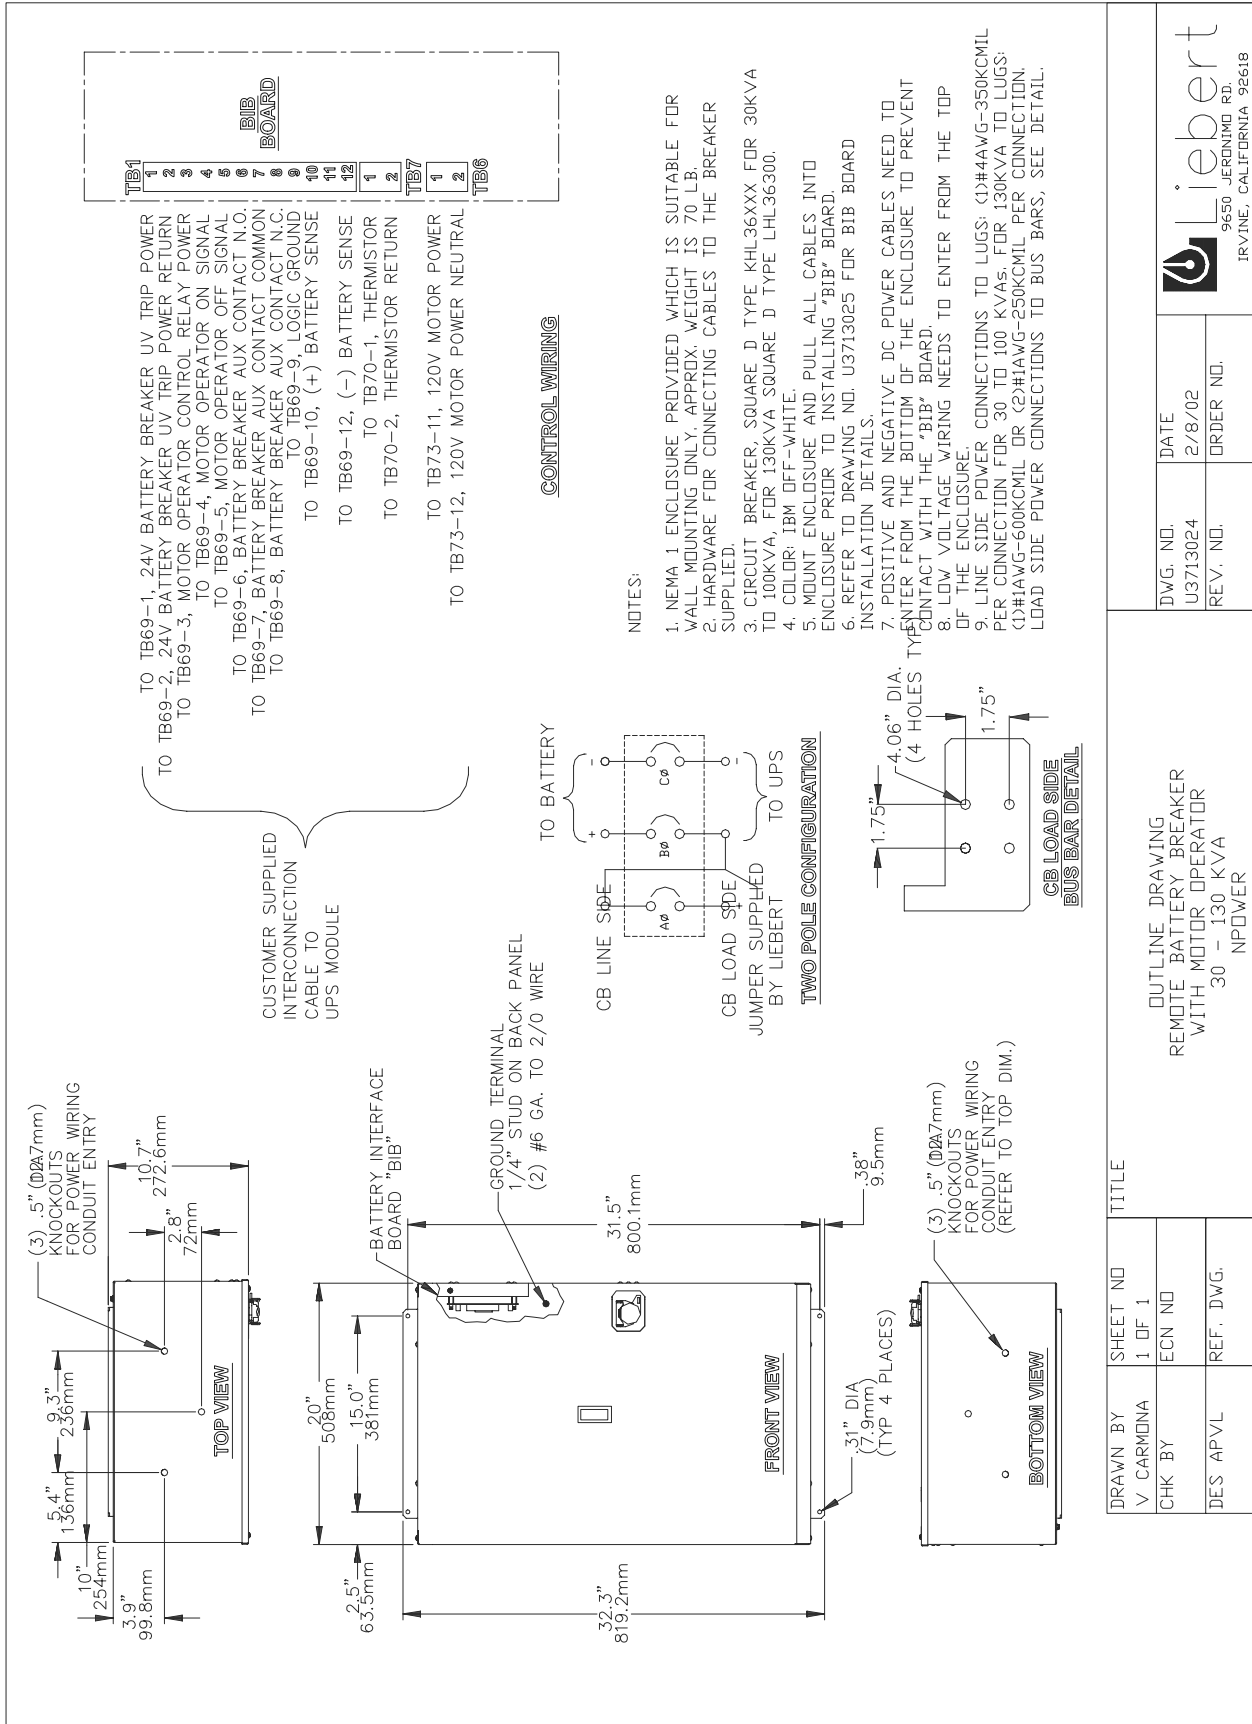 (3) .5" (12.7mm) DIA.
KNOCKOUTS
FOR POWER WIRING
CONDUIT ENTRY
10.7"
272.6mm
2.8"
72mm
9.3"
236mm
5.4"
136mm
10"
254mm
3.9"
99.8mm
TOP VIEW
BATTERY INTERFACE
BOARD "BIB"
GROUND TERMINAL
1/4" STUD ON BACK PANEL
(2) #6 GA. TO 2/0 WIRE
20"
508mm
15.0"
381mm
2.5"
63.5mm
31.5"
800.1mm
.38"
9.5mm
32.3"
819.2mm
.31" DIA
(7.9mm)
(TYP 4 PLACES)
FRONT VIEW
(3) .5" (12.7mm) DIA.
KNOCKOUTS
FOR POWER WIRING
CONDUIT ENTRY
(REFER TO TOP DIM.)
BOTTOM VIEW
CUSTOMER SUPPLIED
INTERCONNECTION
CABLE TO
UPS MODULE
TO TB69-1, 24V BATTERY BREAKER UV TRIP POWER
TO TB69-2, 24V BATTERY BREAKER UV TRIP POWER RETURN
TO TB69-3, MOTOR OPERATOR CONTROL RELAY POWER
TO TB69-4, MOTOR OPERATOR ON SIGNAL
TO TB69-5, MOTOR OPERATOR OFF SIGNAL
TO TB69-6, BATTERY BREAKER AUX CONTACT N.O.
TO TB69-7, BATTERY BREAKER AUX CONTACT COMMON
TO TB69-8, BATTERY BREAKER AUX CONTACT N.C.
TO TB69-9, LOGIC GROUND
TO TB69-10, (+) BATTERY SENSE
TO TB69-12, (-) BATTERY SENSE
TO TB70-1, THERMISTOR
TO TB70-2, THERMISTOR RETURN
TO TB73-11, 120V MOTOR POWER
TO TB73-12, 120V MOTOR POWER NEUTRAL
TB1
1
2
3
4
5
6
7
8
9
10
11
12
1
2
TB7
1
2
TB6
BIB
BOARD
CONTROL WIRING
TO BATTERY
+ -
CB LINE SIDE
AØ BØ CØ
CB LOAD SIDE
+ -
JUMPER SUPPLIED
BY LIEBERT
TO UPS
TWO POLE CONFIGURATION
1.75"
4.06" DIA.
(4 HOLES TYP)
1.75"
CB LOAD SIDE
BUS BAR DETAIL
NOTES:
1. NEMA 1 ENCLOSURE PROVIDED WHICH IS SUITABLE FOR
WALL MOUNTING ONLY, APPROX. WEIGHT IS 70 LB.
2. HARDWARE FOR CONNECTING CABLES TO THE BREAKER
SUPPLIED.
3. CIRCUIT BREAKER, SQUARE D TYPE KHL36XXX FOR 30KVA
TO 100KVA, FOR 130KVA SQUARE D TYPE LHL36300.
4. COLOR: IBM OFF-WHITE.
5. MOUNT ENCLOSURE AND PULL ALL CABLES INTO
ENCLOSURE PRIOR TO INSTALLING "BIB" BOARD.
6. REFER TO DRAWING NO. U3713025 FOR BIB BOARD
INSTALLATION DETAILS.
7. POSITIVE AND NEGATIVE DC POWER CABLES NEED TO
ENTER FROM THE BOTTOM OF THE ENCLOSURE TO PREVENT
CONTACT WITH THE "BIB" BOARD.
8. LOW VOLTAGE WIRING NEEDS TO ENTER FROM THE TOP
OF THE ENCLOSURE.
9. LINE SIDE POWER CONNECTIONS TO LUGS: (1)#4AWG-350KCMIL
PER CONNECTION FOR 30 TO 100 KVAs, FOR 130KVA TO LUGS:
(1)#1AWG-600KCMIL OR (2)#1AWG-250KCMIL PER CONNECTION.
LOAD SIDE POWER CONNECTIONS TO BUS BARS, SEE DETAIL.
DRAWN BY
V CARMONA
CHK BY
DES APVL
SHEET NO
1 OF 1
ECN NO
REF. DWG.
TITLE
OUTLINE DRAWING
REMOTE BATTERY BREAKER
WITH MOTOR OPERATOR
30 - 130 KVA
NPOWER
DWG. NO.
U3713024
REV. NO.
DATE
2/8/02
ORDER NO.
Liebert
9650 JERONIMO RD.
IRVINE, CALIFORNIA 92618